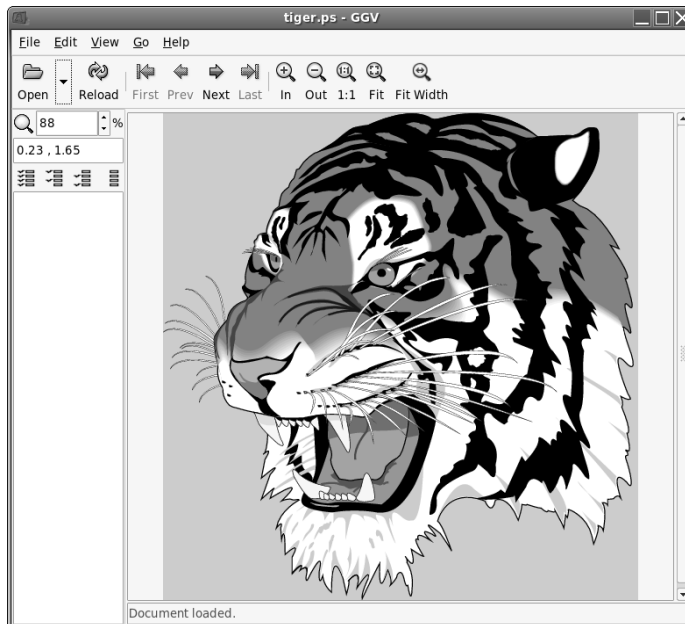 tiger.ps - GGV
File Edit View Go Help
Open Reload First Prev Next Last In Out 1:1 Fit Fit Width
88 %
0.23 , 1.65
Document loaded.